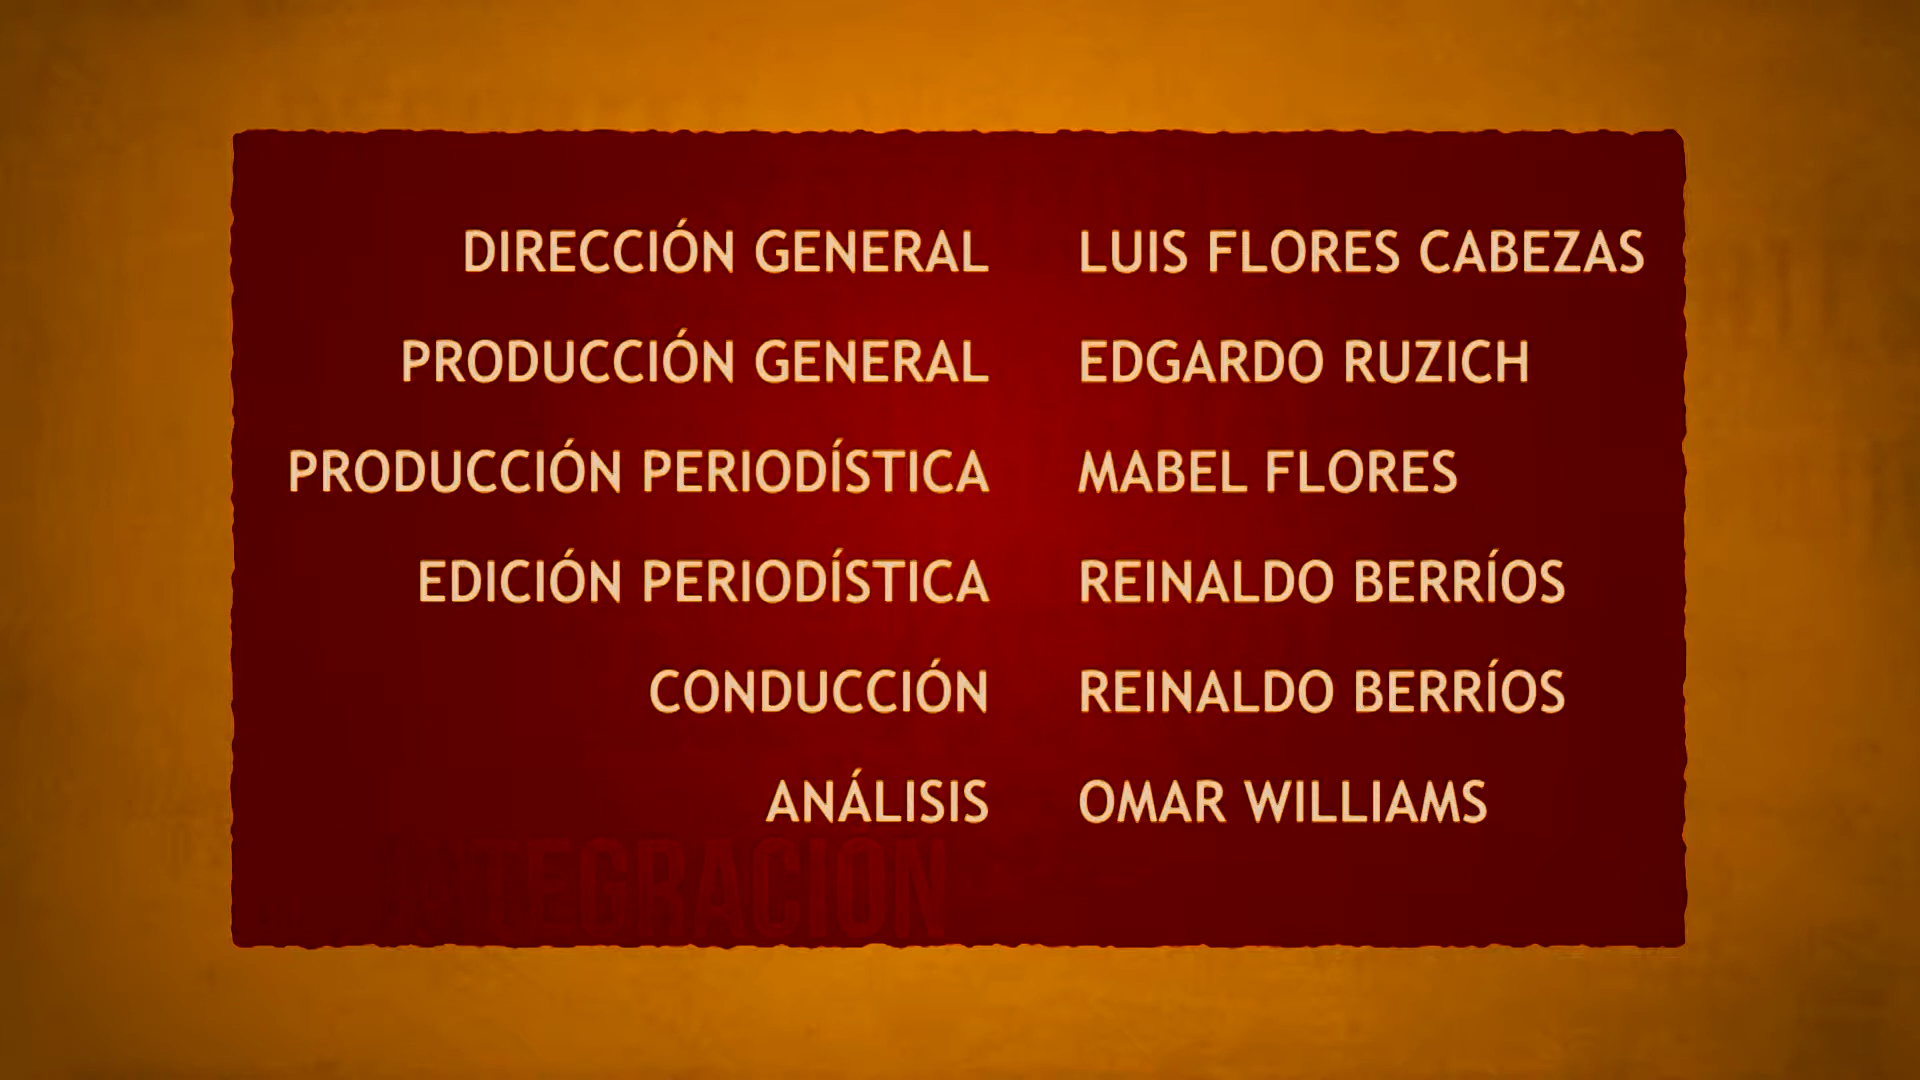 DIRECCIÓN GENERAL LUIS FLORES CABEZAS
PRODUCCIÓN GENERAL EDGARDO RUZICH
PRODUCCIÓN PERIODÍSTICA MABEL FLORES
EDICIÓN PERIODÍSTICA REINALDO BERRÍOS
CONDUCCIÓN REINALDO BERRÍOS
ANÁLISIS OMAR WILLIAMS